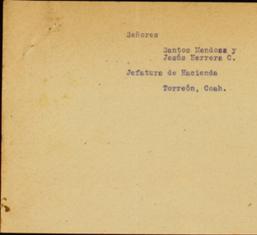 Señores
Santos Mendoza y
Jesús Herrera C.
Jefatura de Hacienda
Torreón, Coah.